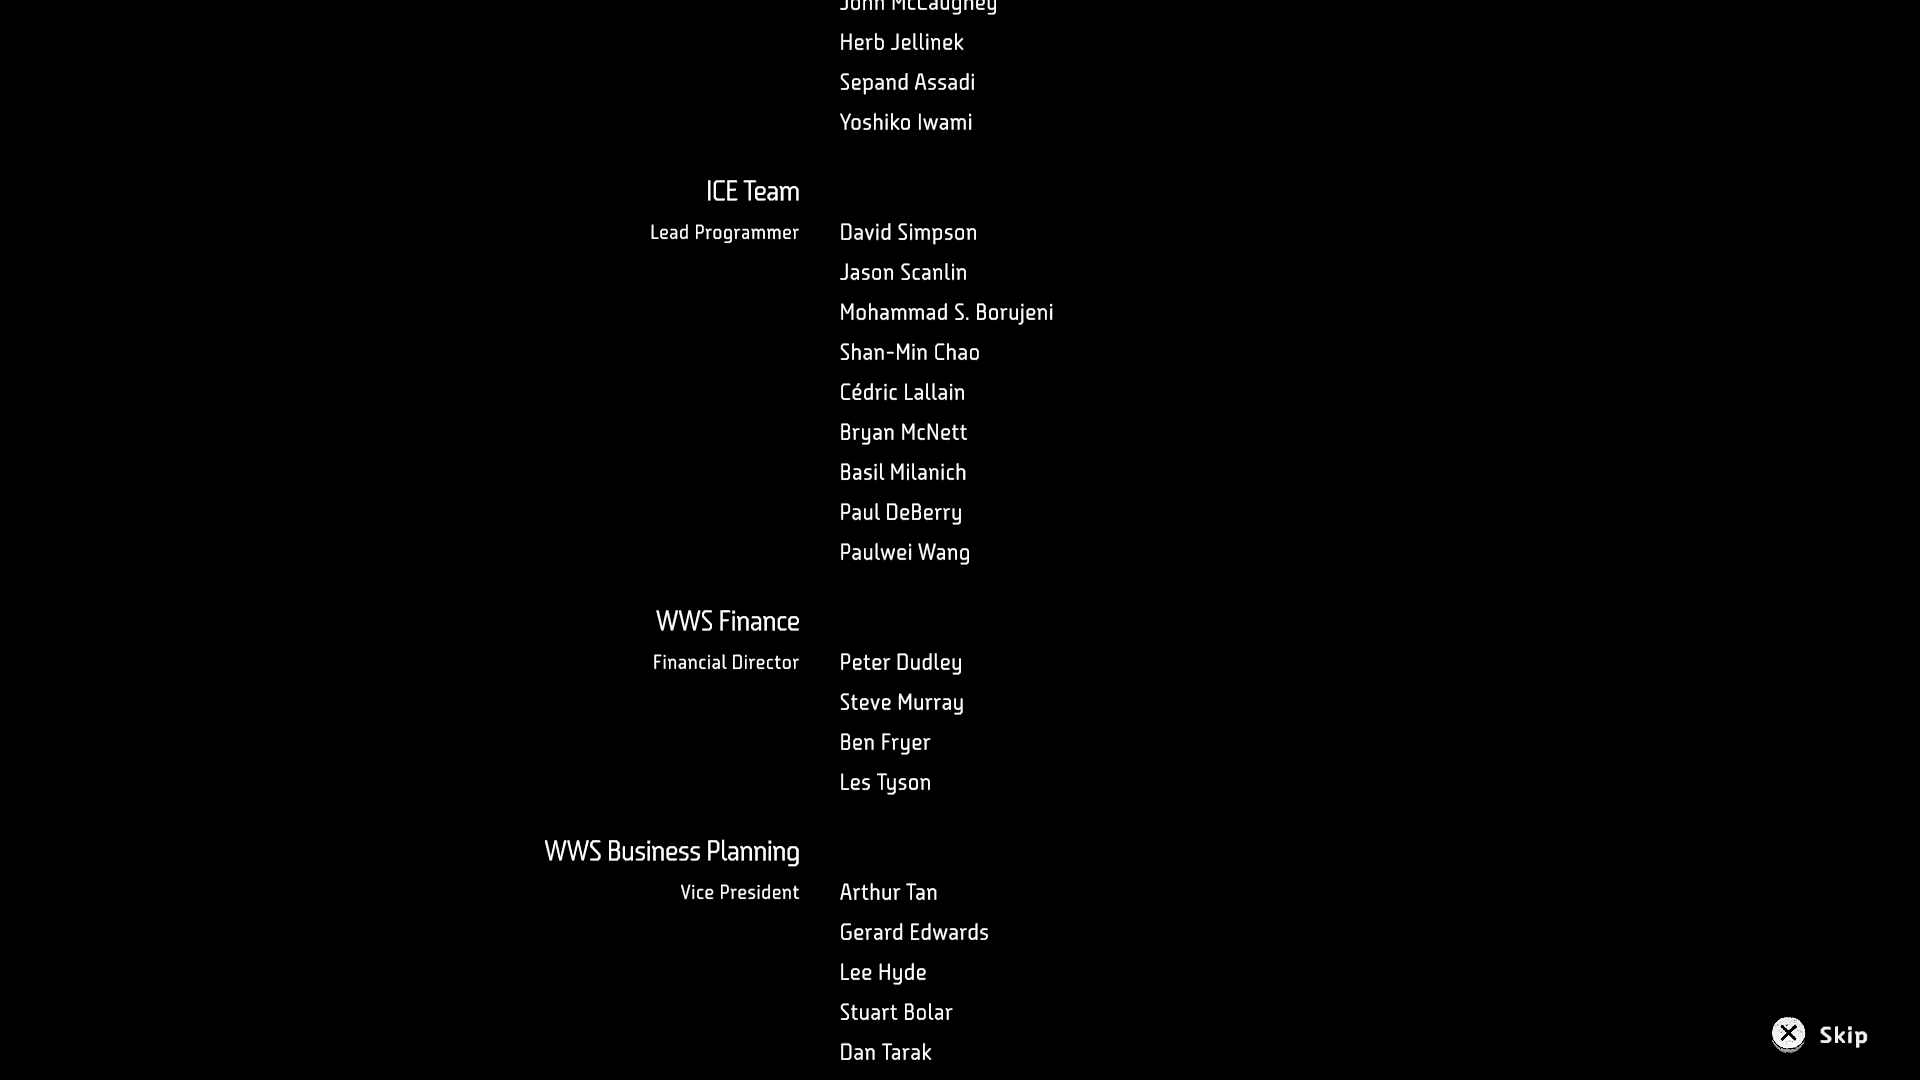 John McCaughey
Herb Jellinek
Sepand Assadi
Yoshiko Iwami
ICE Team
Lead Programmer David Simpson
Jason Scanlin
Mohammad S. Borujeni
Shan-Min Chao
Cédric Lallain
Bryan McNett
Basil Milanich
Paul DeBerry
Paulwei Wang
WWS Finance
Financial Director Peter Dudley
Steve Murray
Ben Fryer
Les Tyson
WWS Business Planning
Vice President Arthur Tan
Gerard Edwards
Lee Hyde
Stuart Bolar
Dan Tarak
Skip